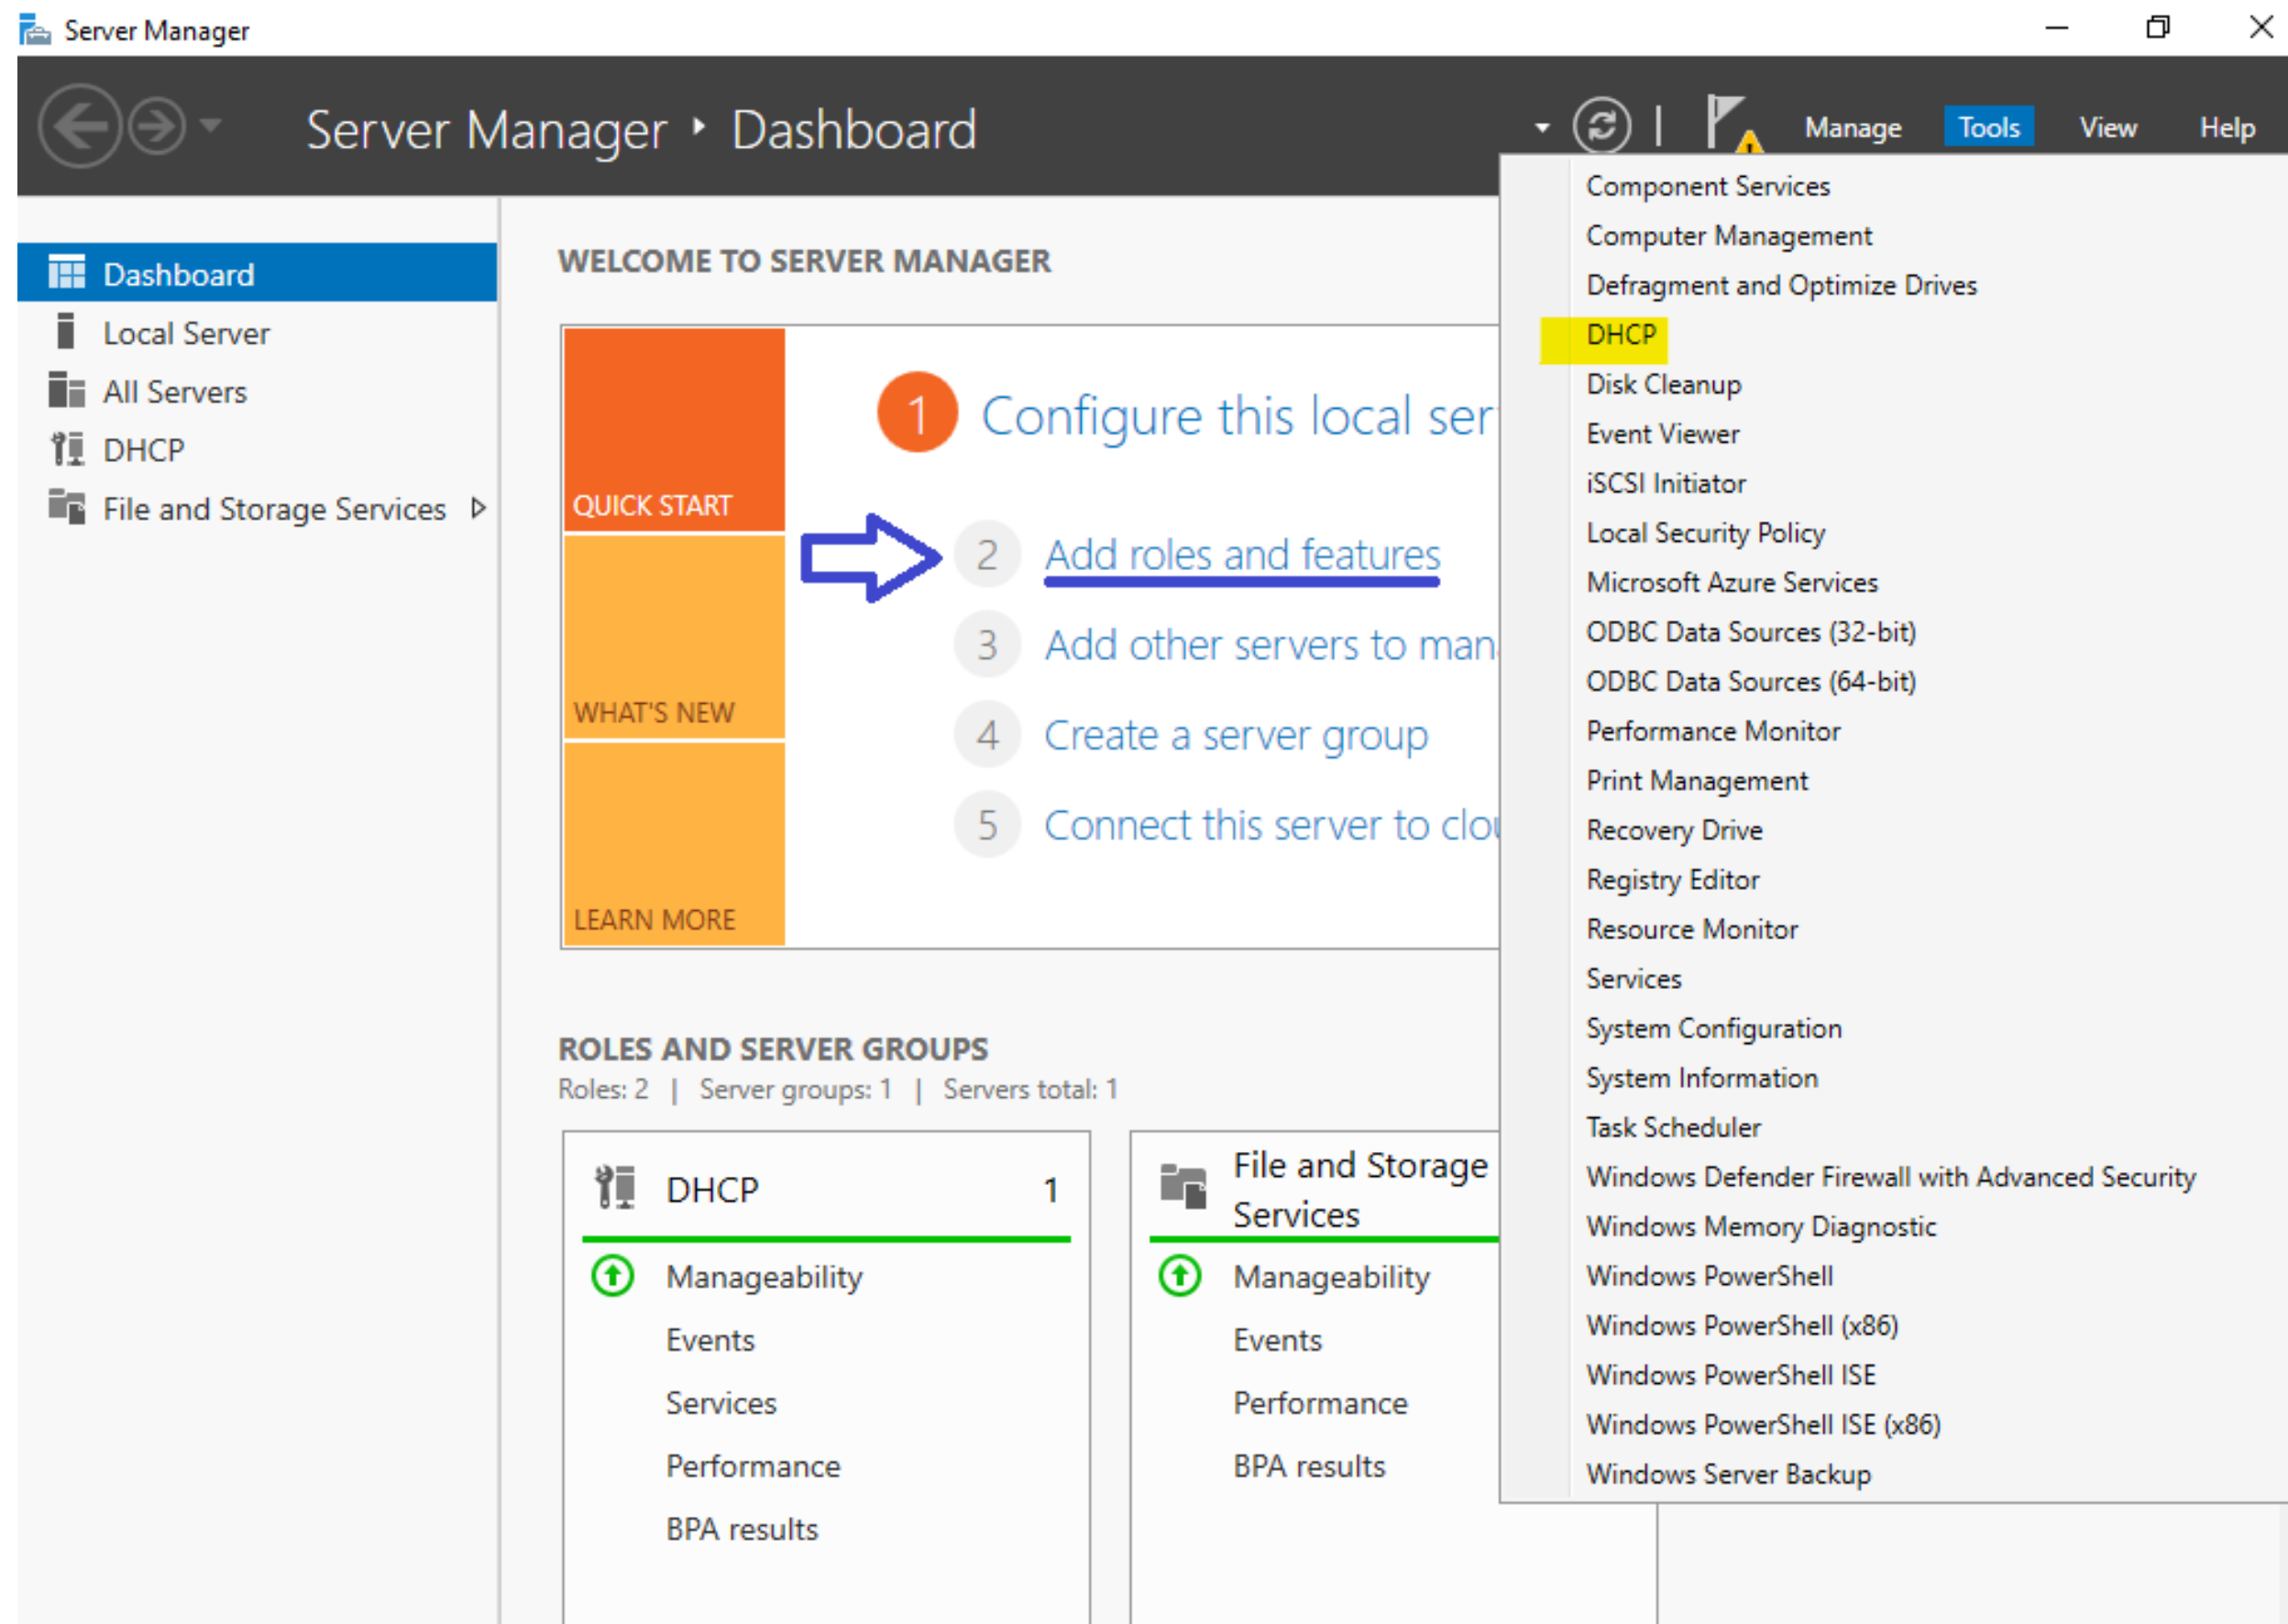 Server Manager
Server Manager ‣ Dashboard
Manage Tools View Help
Dashboard
Local Server
All Servers
DHCP
File and Storage Services
WELCOME TO SERVER MANAGER
QUICK START
WHAT'S NEW
LEARN MORE
1 Configure this local ser
2 Add roles and features
3 Add other servers to man
4 Create a server group
5 Connect this server to clou
ROLES AND SERVER GROUPS
Roles: 2 | Server groups: 1 | Servers total: 1
DHCP 1
Manageability
Events
Services
Performance
BPA results
File and Storage
Services
Manageability
Events
Performance
BPA results
Component Services
Computer Management
Defragment and Optimize Drives
DHCP
Disk Cleanup
Event Viewer
iSCSI Initiator
Local Security Policy
Microsoft Azure Services
ODBC Data Sources (32-bit)
ODBC Data Sources (64-bit)
Performance Monitor
Print Management
Recovery Drive
Registry Editor
Resource Monitor
Services
System Configuration
System Information
Task Scheduler
Windows Defender Firewall with Advanced Security
Windows Memory Diagnostic
Windows PowerShell
Windows PowerShell (x86)
Windows PowerShell ISE
Windows PowerShell ISE (x86)
Windows Server Backup